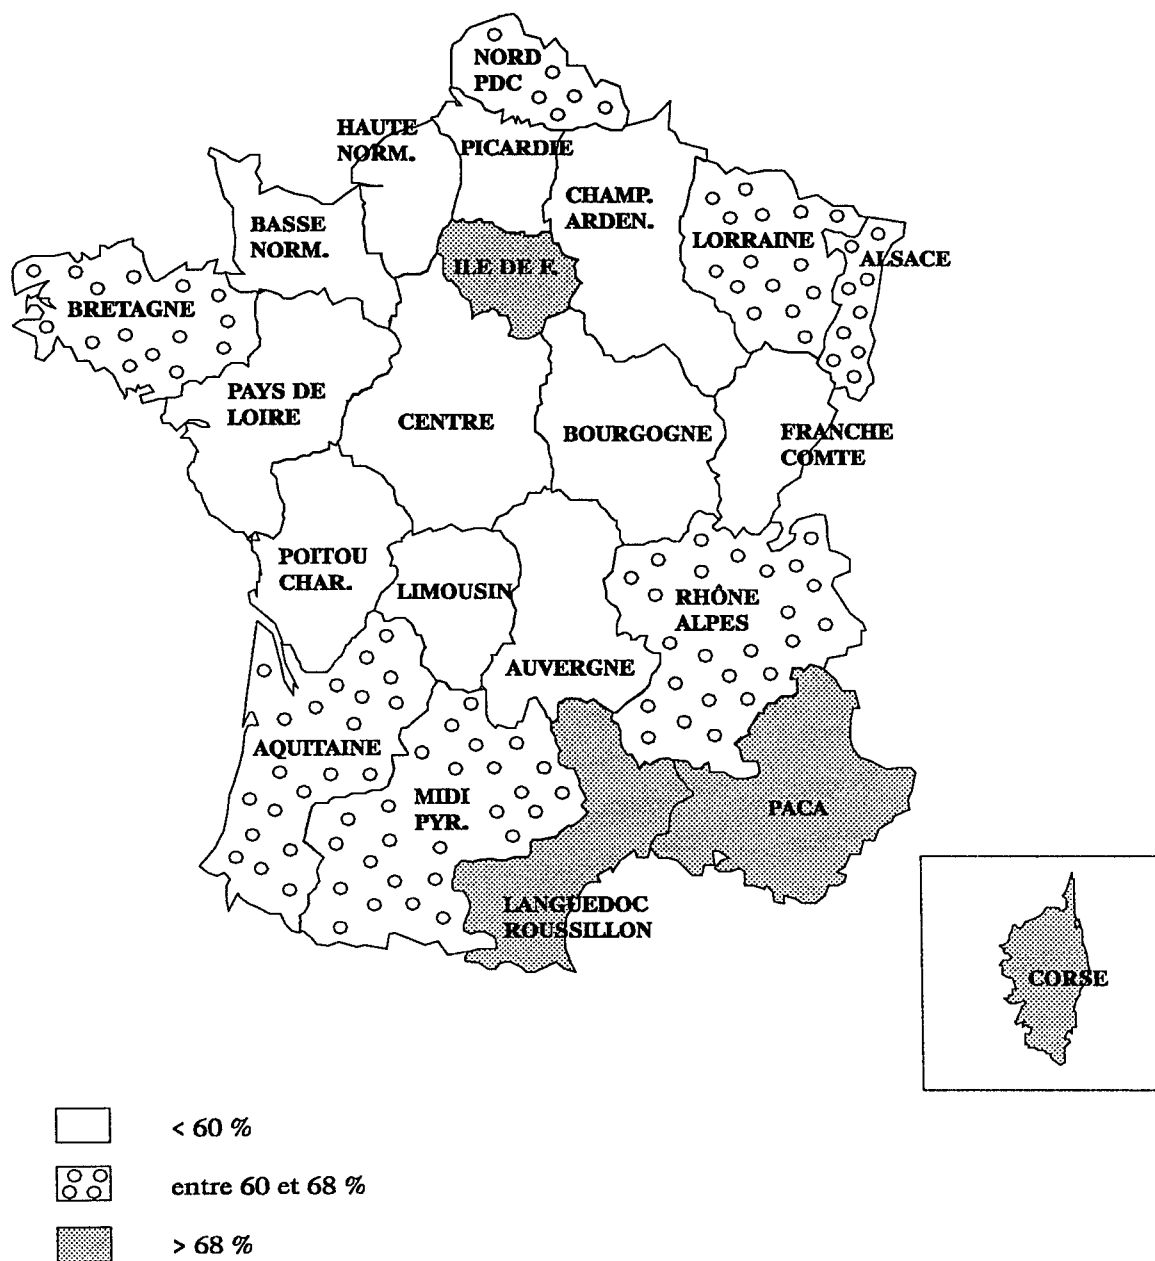 NORD
PDC
HAUTE
NORM.
PICARDIE
CHAMP.
ARDEN.
BASSE
NORM.
LORRAINE
ALSACE
ILE DE F.
BRETAGNE
PAYS DE
LOIRE
CENTRE
BOURGOGNE
FRANCHE
COMTE
POITOU
CHAR.
LIMOUSIN
RHÔNE
ALPES
AUVERGNE
AQUITAINE
MIDI
PYR.
PACA
LANGUEDOC
ROUSSILLON
CORSE
< 60 %
entre 60 et 68 %
> 68 %